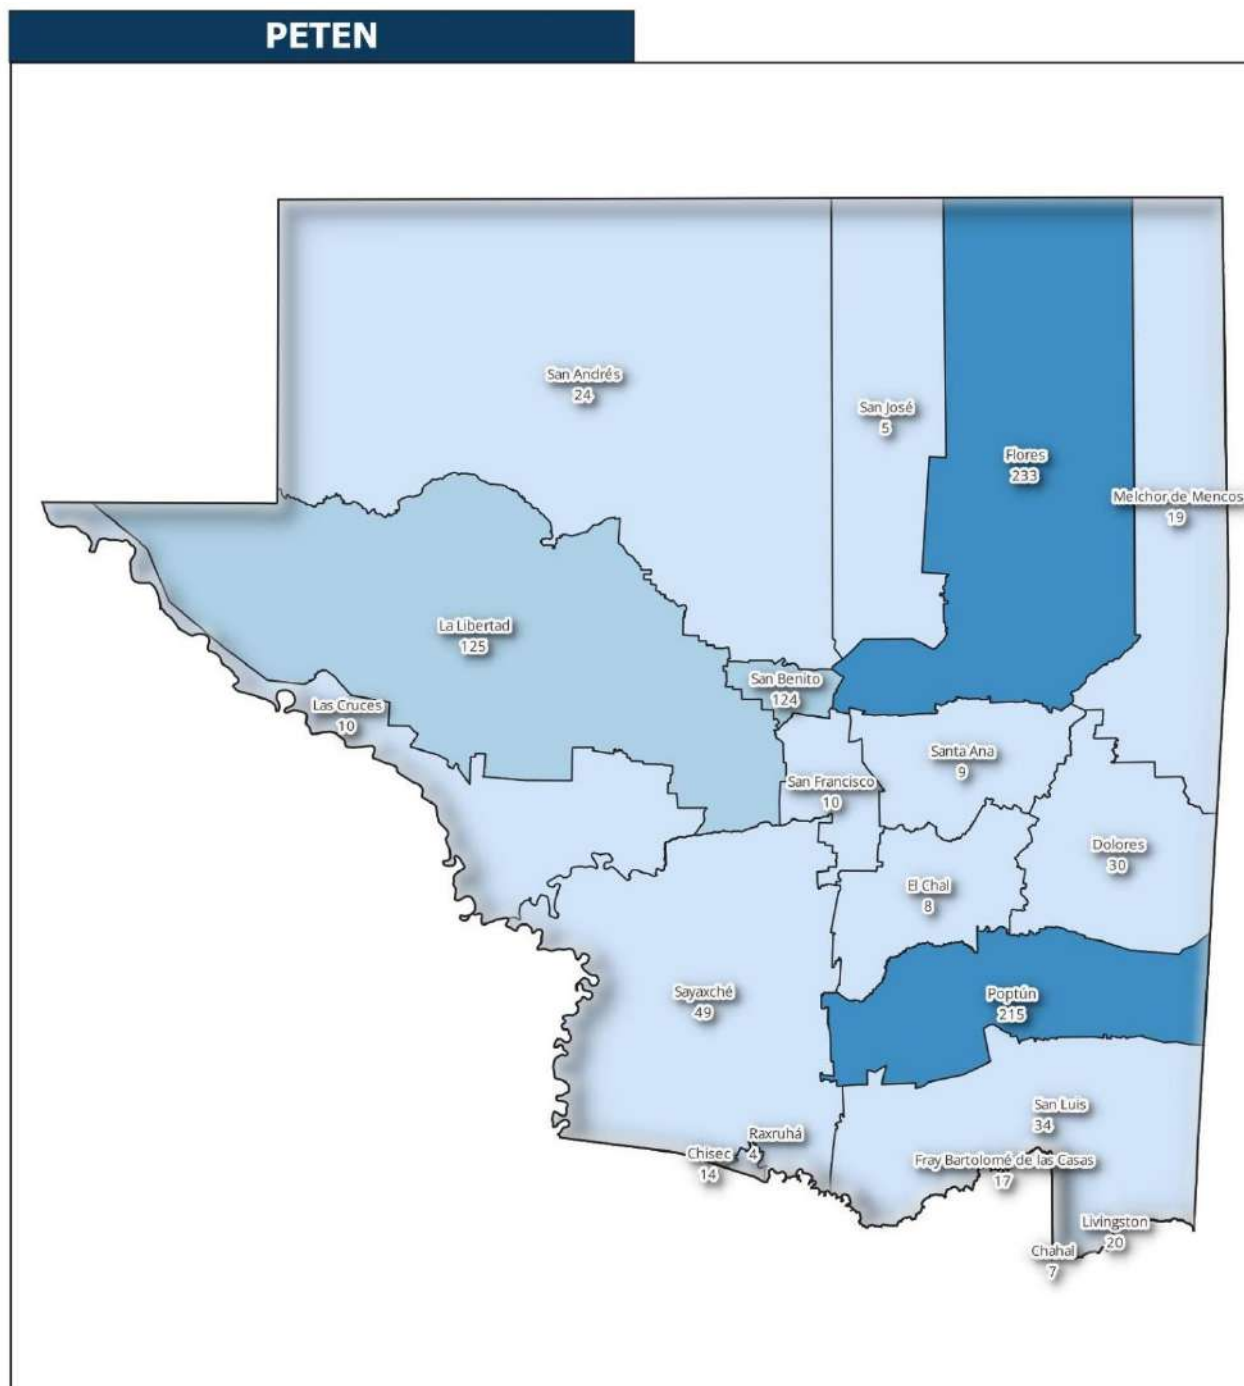 PETEN
San Andrés
24
San José
5
Flores
233
Melchor de Mencos
19
La Libertad
125
San Benito
124
Las Cruces
10
Santa Ana
9
San Francisco
10
Dolores
30
El Chal
8
Sayaxché
49
Poptún
215
San Luis
34
Raxruhá
4
Chisec
14
Fray Bartolomé de las Casas
17
Livingston
20
Chahal
7